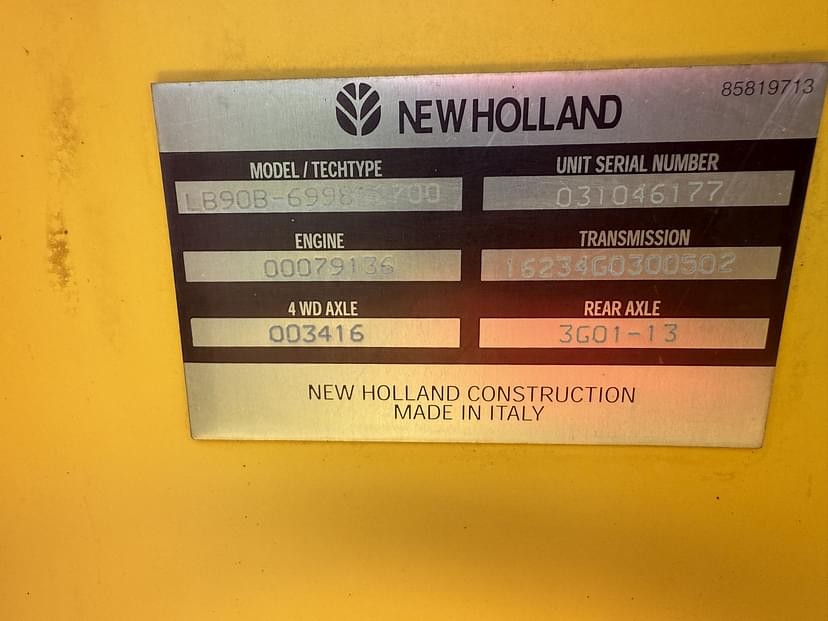 85819713
NEW HOLLAND
MODEL / TECHTYPE
UNIT SERIAL NUMBER
031046177
ENGINE
TRANSMISSION
00079136
16234G0300502
4 WD AXLE
REAR AXLE
003416
3G01-13
NEW HOLLAND CONSTRUCTION
MADE IN ITALY